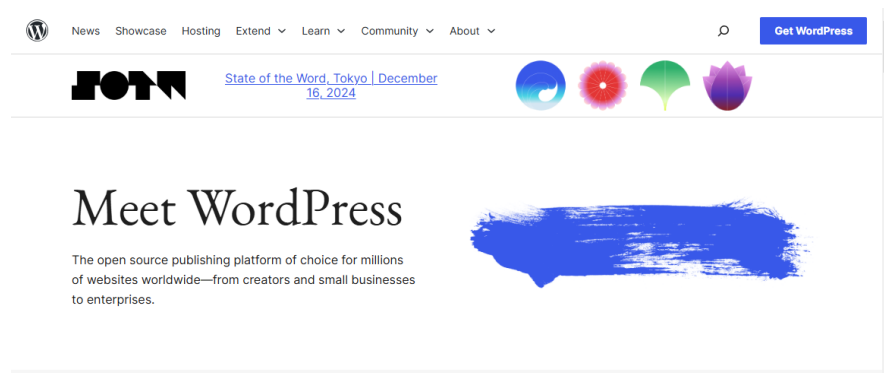 News Showcase Hosting Extend Learn Community About Get WordPress
SOTW
State of the Word, Tokyo | December
16, 2024
Meet WordPress
The open source publishing platform of choice for millions
of websites worldwide—from creators and small businesses
to enterprises.